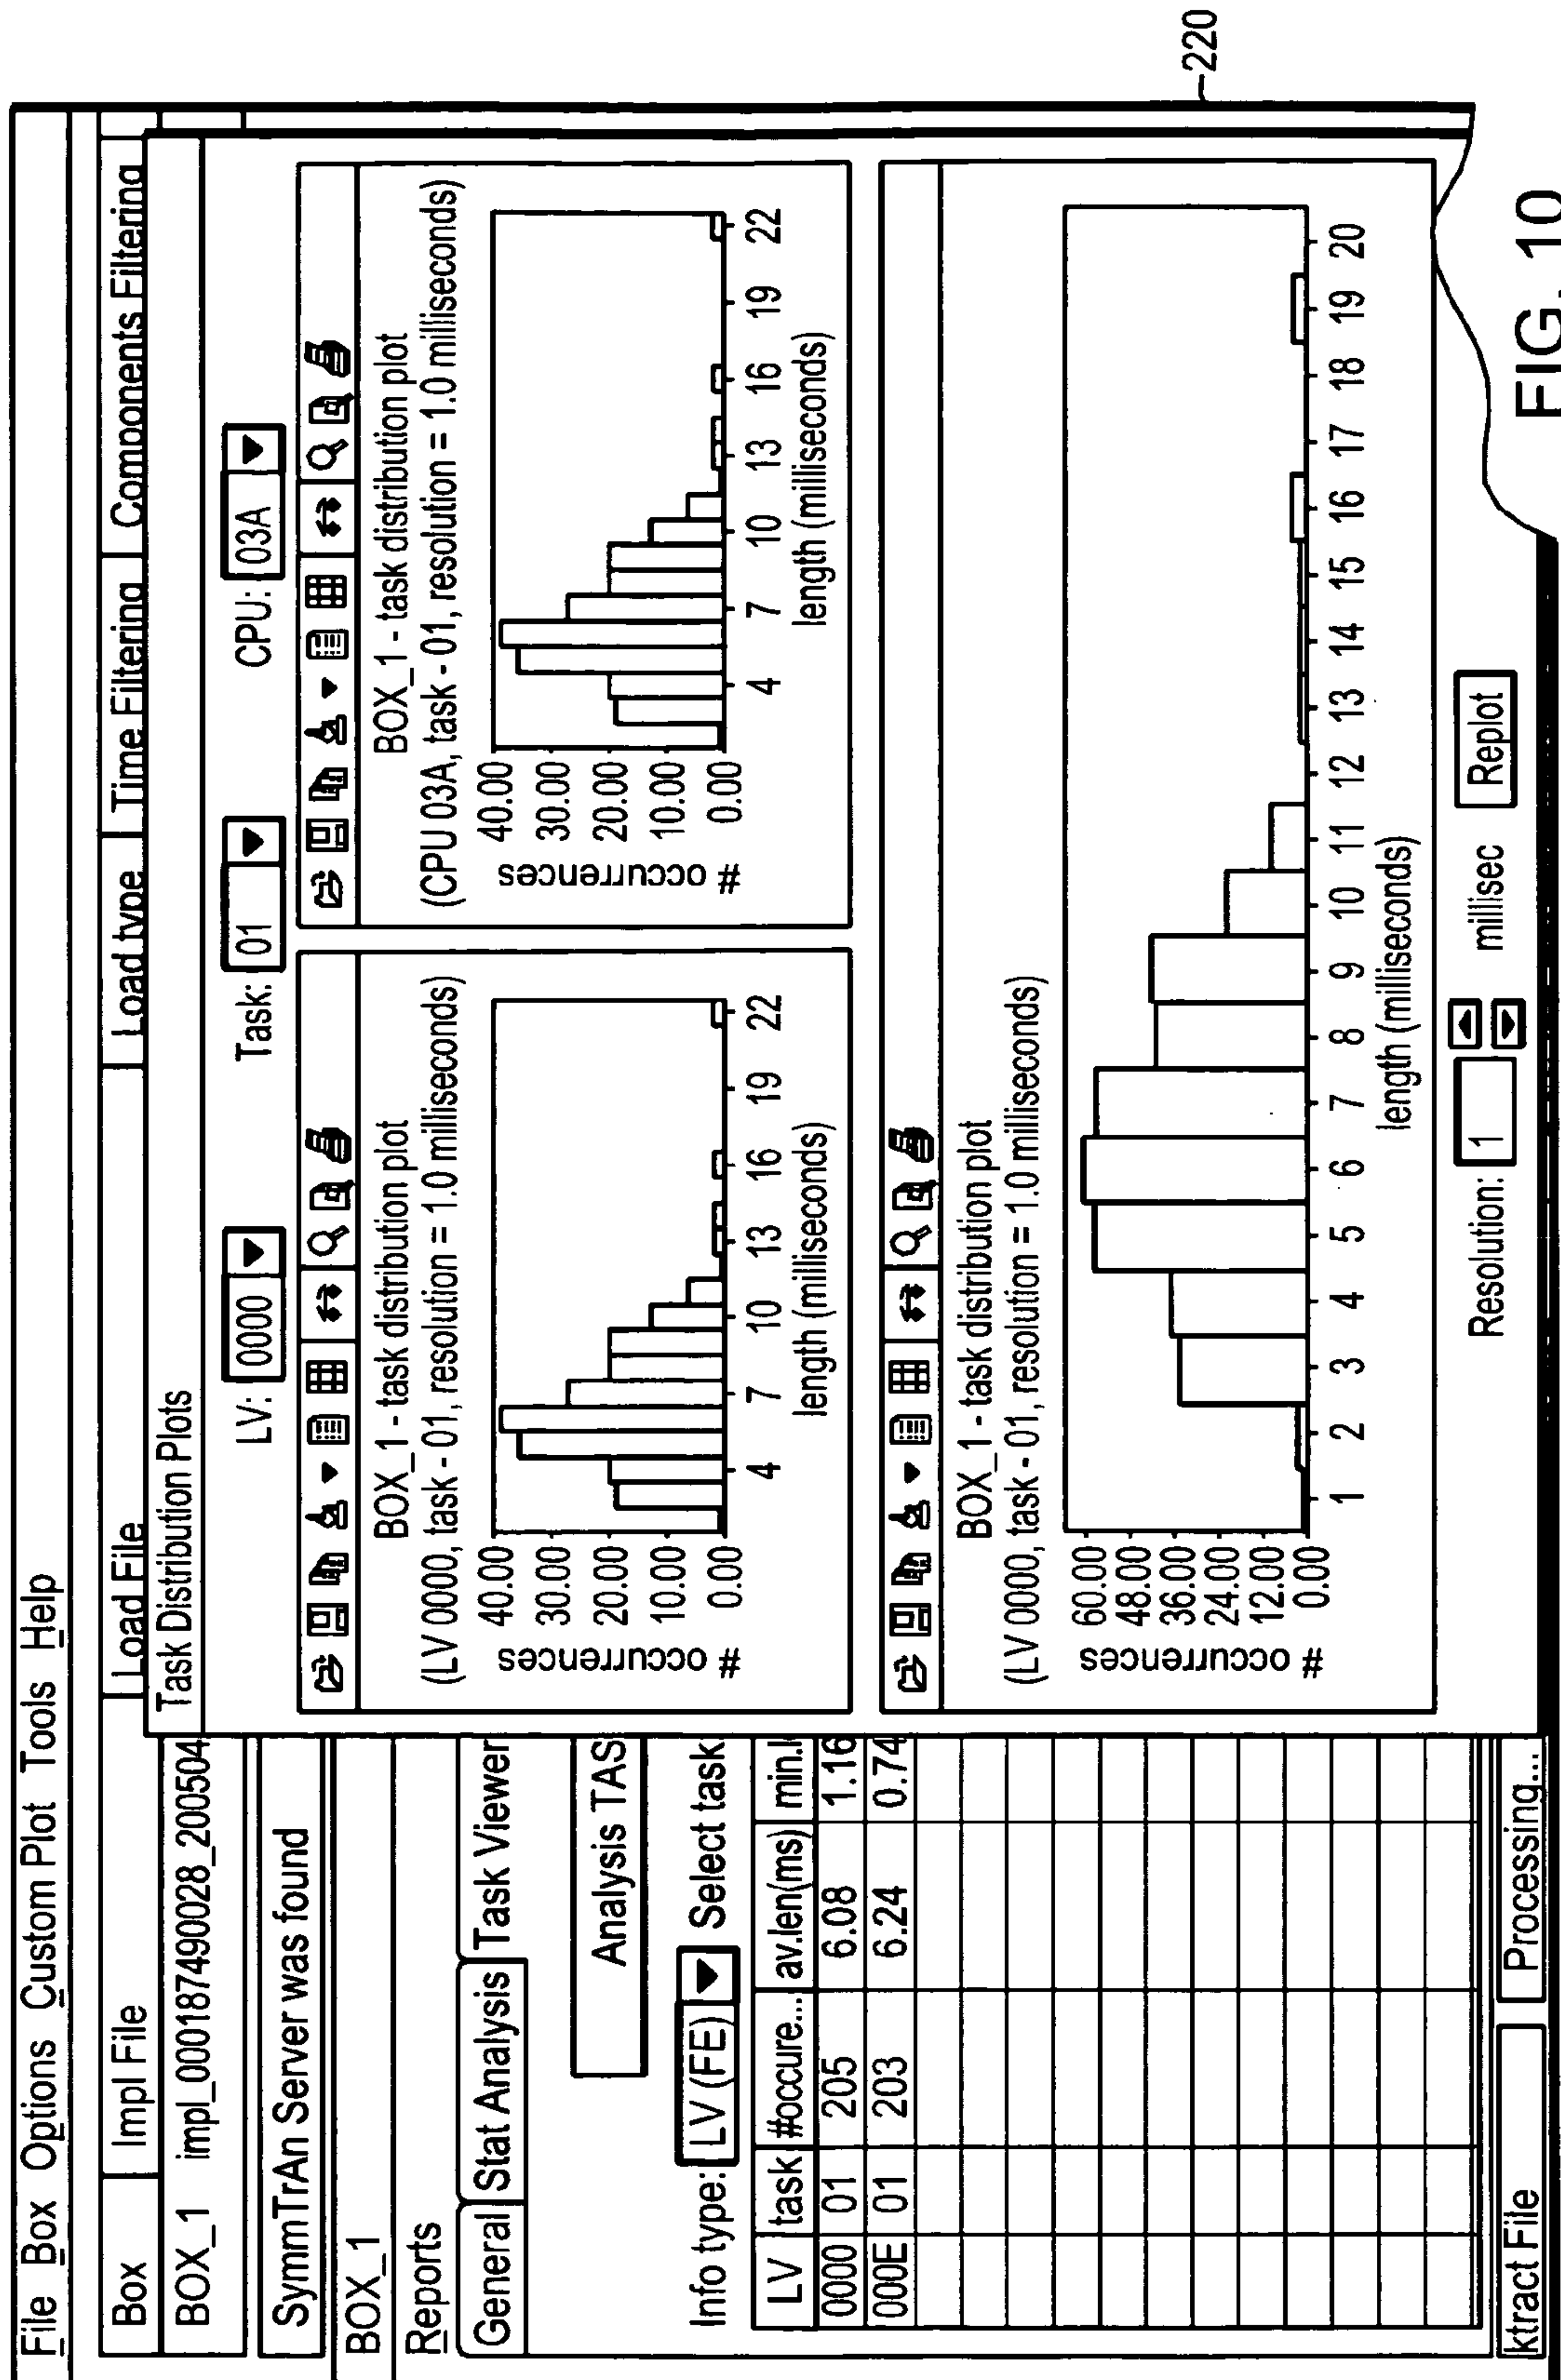 File Box Options Custom Plot Tools Help
Box Impl File Load File Load type Time Filtering Components Filtering
BOX_1 impl_000187490028_200504
SymmTrAn Server was found
BOX_1
Reports
General Stat Analysis Task Viewer
Analysis TAS
Info type: LV (FE) Select task:
LV task #occure... av.len(ms) min.l
0000 01 205 6.08 1.16
000E 01 203 6.24 0.74
ktract File Processing...
Task Distribution Plots
LV: 0000 Task: 01 CPU: 03A
BOX_1 - task distribution plot
(LV 0000, task - 01, resolution = 1.0 milliseconds)
# occurrences
40.00
30.00
20.00
10.00
0.00
4 7 10 13 16 19 22
length (milliseconds)
BOX_1 - task distribution plot
(CPU 03A, task - 01, resolution = 1.0 milliseconds)
# occurrences
40.00
30.00
20.00
10.00
0.00
4 7 10 13 16 19 22
length (milliseconds)
BOX_1 - task distribution plot
(LV 0000, task - 01, resolution = 1.0 milliseconds)
# occurrences
60.00
48.00
36.00
24.00
12.00
0.00
1 2 3 4 5 6 7 8 9 10 11 12 13 14 15 16 17 18 19 20
length (milliseconds)
Resolution: 1 millisec Replot
220
FIG. 10